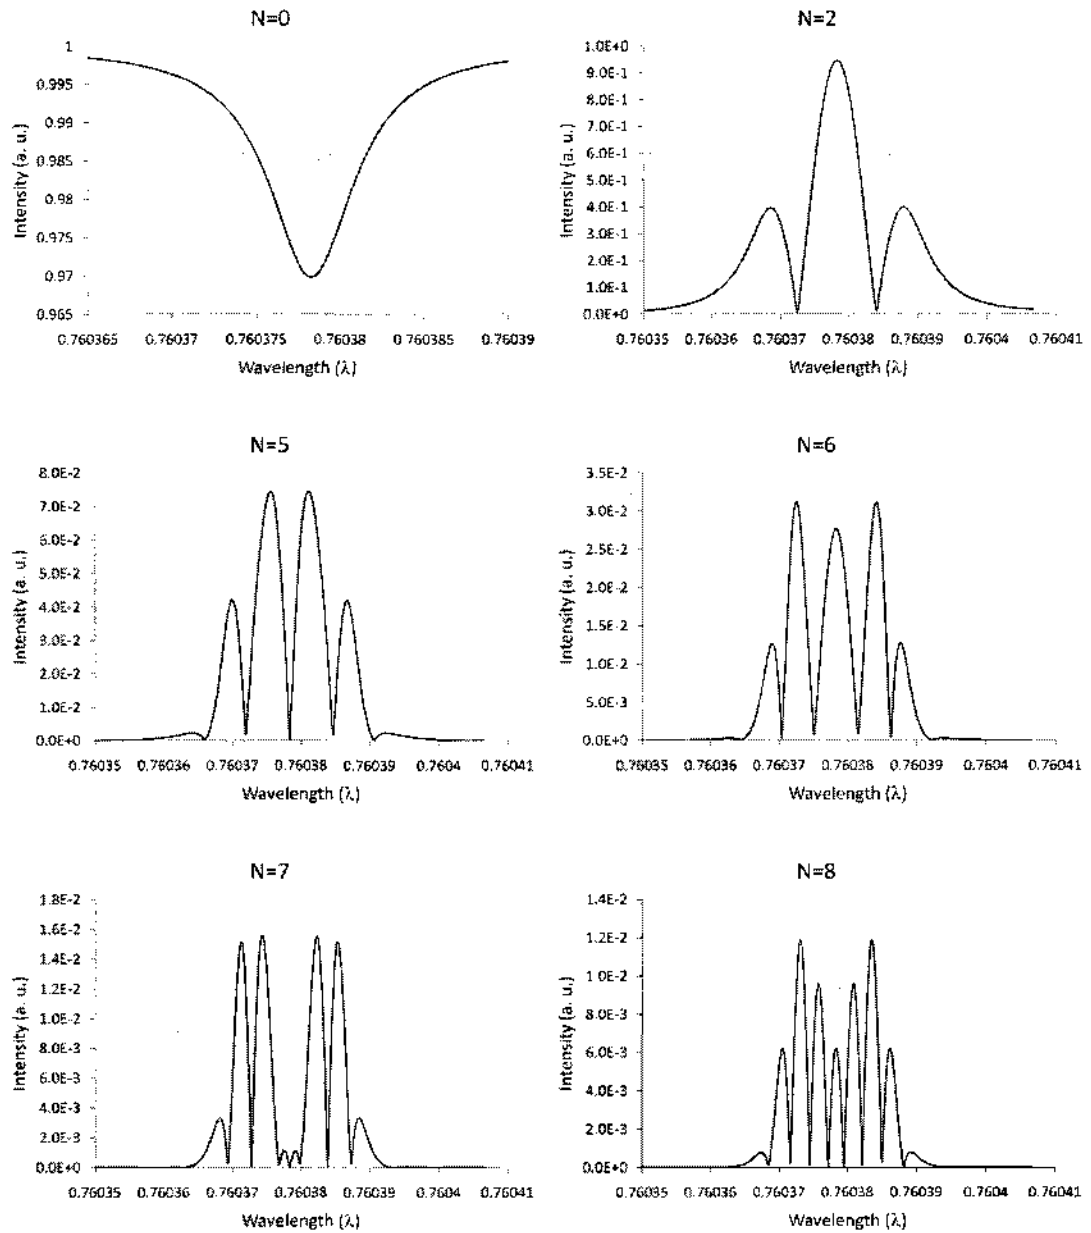 N=0
1
0.995
0.99
0.985
0.98
0.975
0.97
0.965
Intensity (a. u.)
0.760365 0.76037 0.760375 0.76038 0.760385 0.76039
Wavelength (λ)
N=2
1.0E+0
9.0E-1
8.0E-1
7.0E-1
6.0E-1
5.0E-1
4.0E-1
3.0E-1
2.0E-1
1.0E-1
0.0E+0
Intensity (a. u.)
0.76035 0.76036 0.76037 0.76038 0.76039 0.7604 0.76041
Wavelength (λ)
N=5
8.0E-2
7.0E-2
6.0E-2
5.0E-2
4.0E-2
3.0E-2
2.0E-2
1.0E-2
0.0E+0
Intensity (a. u.)
0.76035 0.76036 0.76037 0.76038 0.76039 0.7604 0.76041
Wavelength (λ)
N=6
3.5E-2
3.0E-2
2.5E-2
2.0E-2
1.5E-2
1.0E-2
5.0E-3
0.0E+0
Intensity (a. u.)
0.76035 0.76036 0.76037 0.76038 0.76039 0.7604 0.76041
Wavelength (λ)
N=7
1.8E-2
1.6E-2
1.4E-2
1.2E-2
1.0E-2
8.0E-3
6.0E-3
4.0E-3
2.0E-3
0.0E+0
Intensity (a. u.)
0.76035 0.76036 0.76037 0.76038 0.76039 0.7604 0.76041
Wavelength (λ)
N=8
1.4E-2
1.2E-2
1.0E-2
8.0E-3
6.0E-3
4.0E-3
2.0E-3
0.0E+0
Intensity (a. u.)
0.76035 0.76036 0.76037 0.76038 0.76039 0.7604 0.76041
Wavelength (λ)